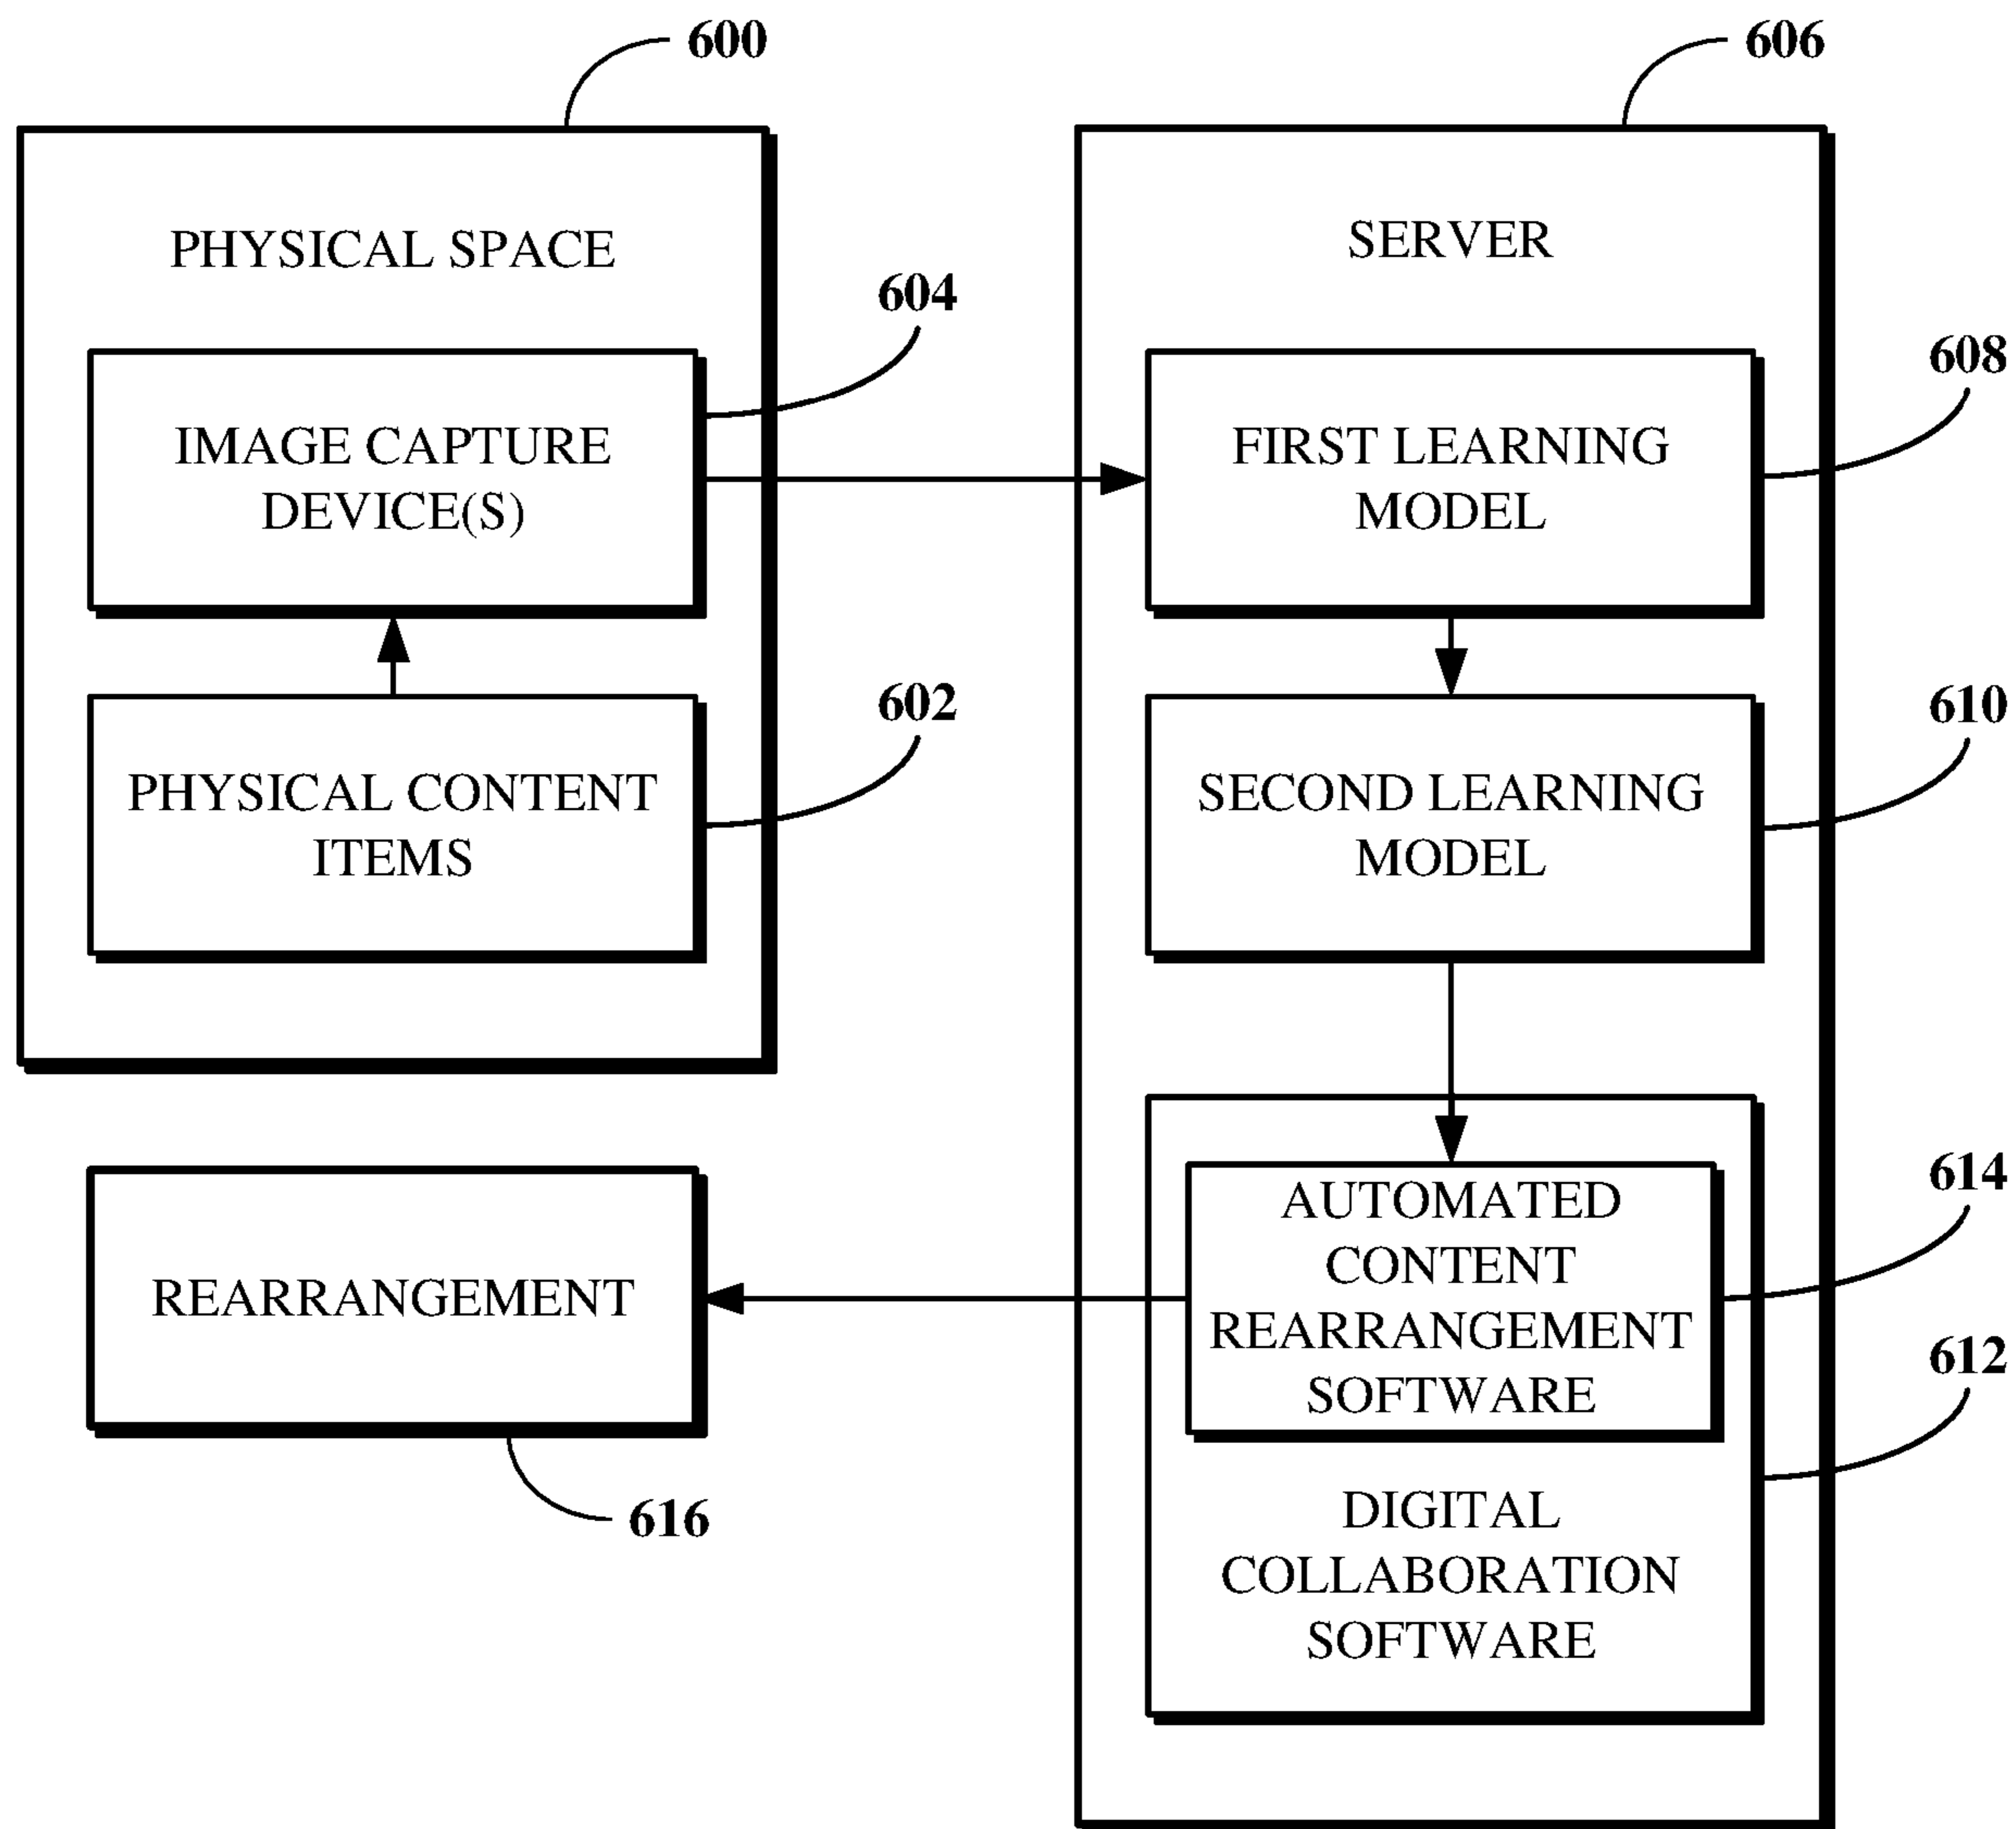 600
PHYSICAL SPACE
604
IMAGE CAPTURE
DEVICE(S)
602
PHYSICAL CONTENT
ITEMS
606
SERVER
608
FIRST LEARNING
MODEL
610
SECOND LEARNING
MODEL
614
AUTOMATED
CONTENT
REARRANGEMENT
SOFTWARE
612
DIGITAL
COLLABORATION
SOFTWARE
REARRANGEMENT
616